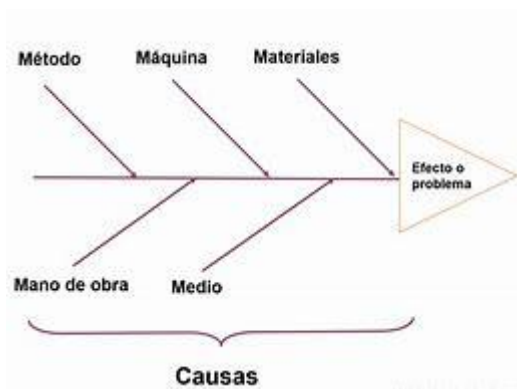 Método
Máquina
Materiales
Efecto o
problema
Mano de obra
Medio
Causas